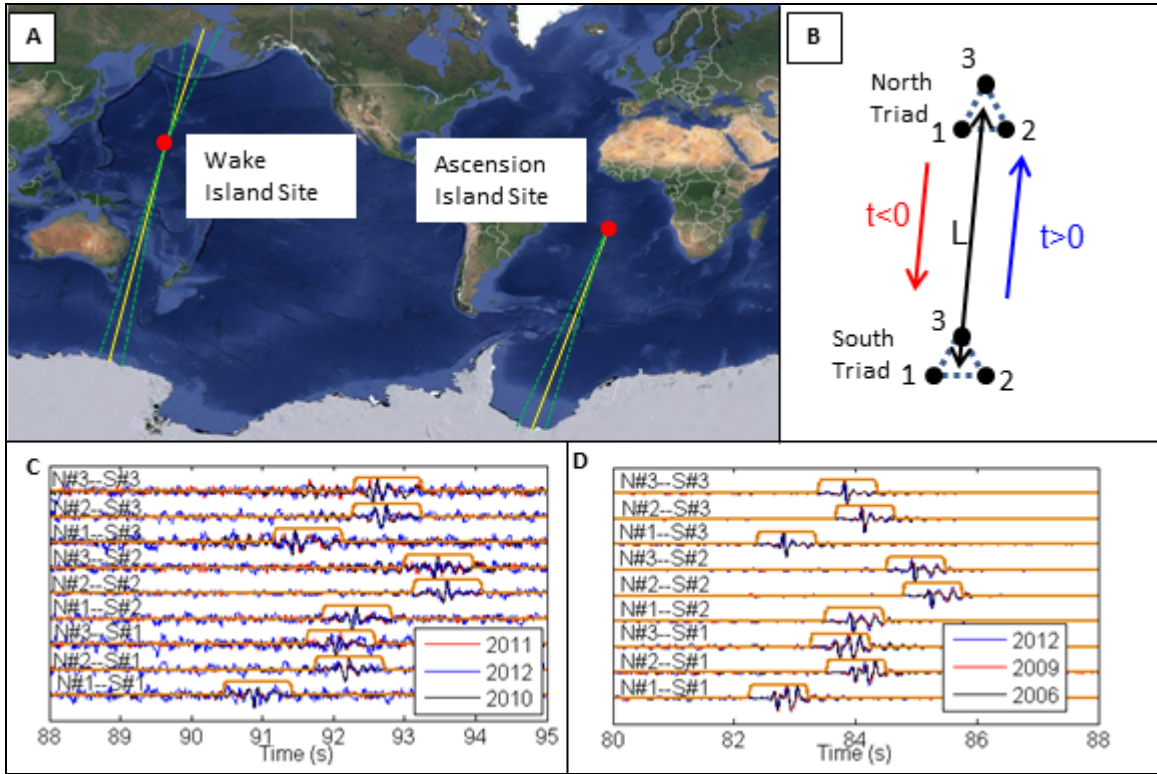 A
Wake
Island Site
Ascension
Island Site
B
3
North
Triad
1
2
t<0
L
t>0
3
South
Triad
1
2
C
N#3--S#3
N#2--S#3
N#1--S#3
N#3--S#2
N#2--S#2
N#1--S#2
N#3--S#1
N#2--S#1
N#1--S#1
2011
2012
2010
88 89 90 91 92 93 94 95
Time (s)
D
N#3--S#3
N#2--S#3
N#1--S#3
N#3--S#2
N#2--S#2
N#1--S#2
N#3--S#1
N#2--S#1
N#1--S#1
2012
2009
2006
80 82 84 86 88
Time (s)